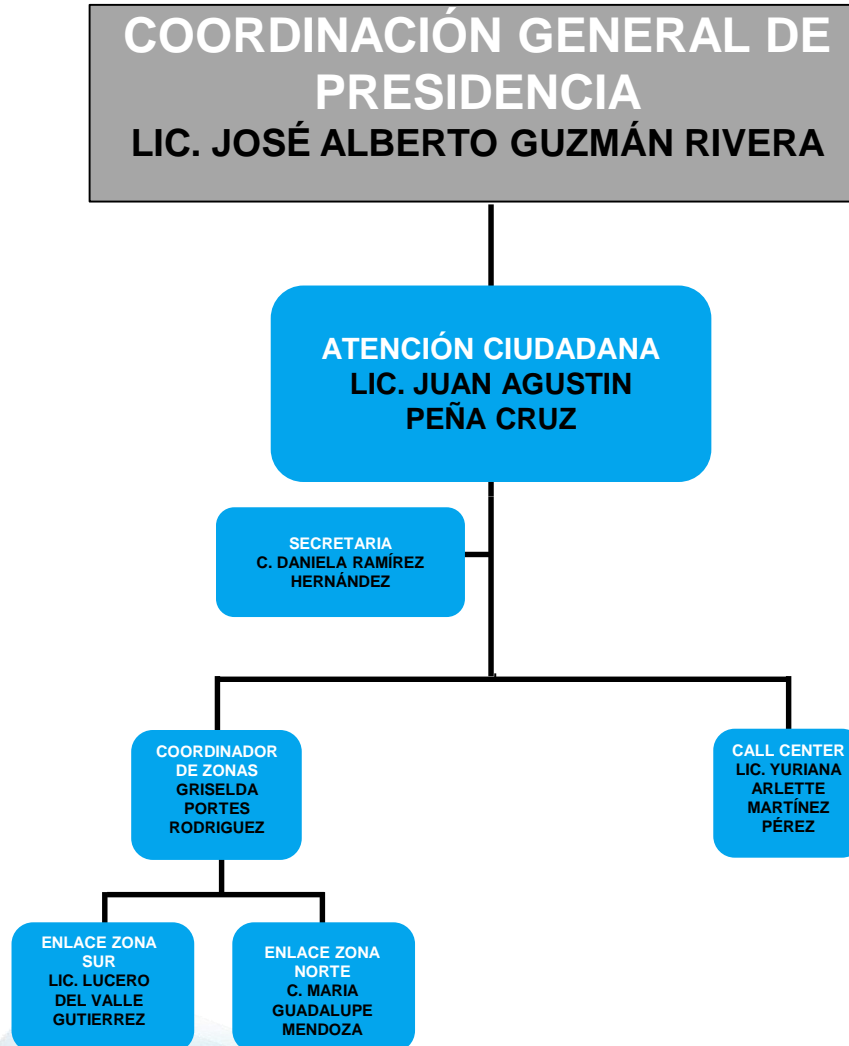 COORDINACIÓN GENERAL DE
PRESIDENCIA
LIC. JOSÉ ALBERTO GUZMÁN RIVERA
ATENCIÓN CIUDADANA
LIC. JUAN AGUSTIN
PEÑA CRUZ
SECRETARIA
C. DANIELA RAMÍREZ
HERNÁNDEZ
COORDINADOR
DE ZONAS
GRISELDA
PORTES
RODRIGUEZ
CALL CENTER
LIC. YURIANA
ARLETTE
MARTÍNEZ
PÉREZ
ENLACE ZONA
SUR
LIC. LUCERO
DEL VALLE
GUTIERREZ
ENLACE ZONA
NORTE
C. MARIA
GUADALUPE
MENDOZA